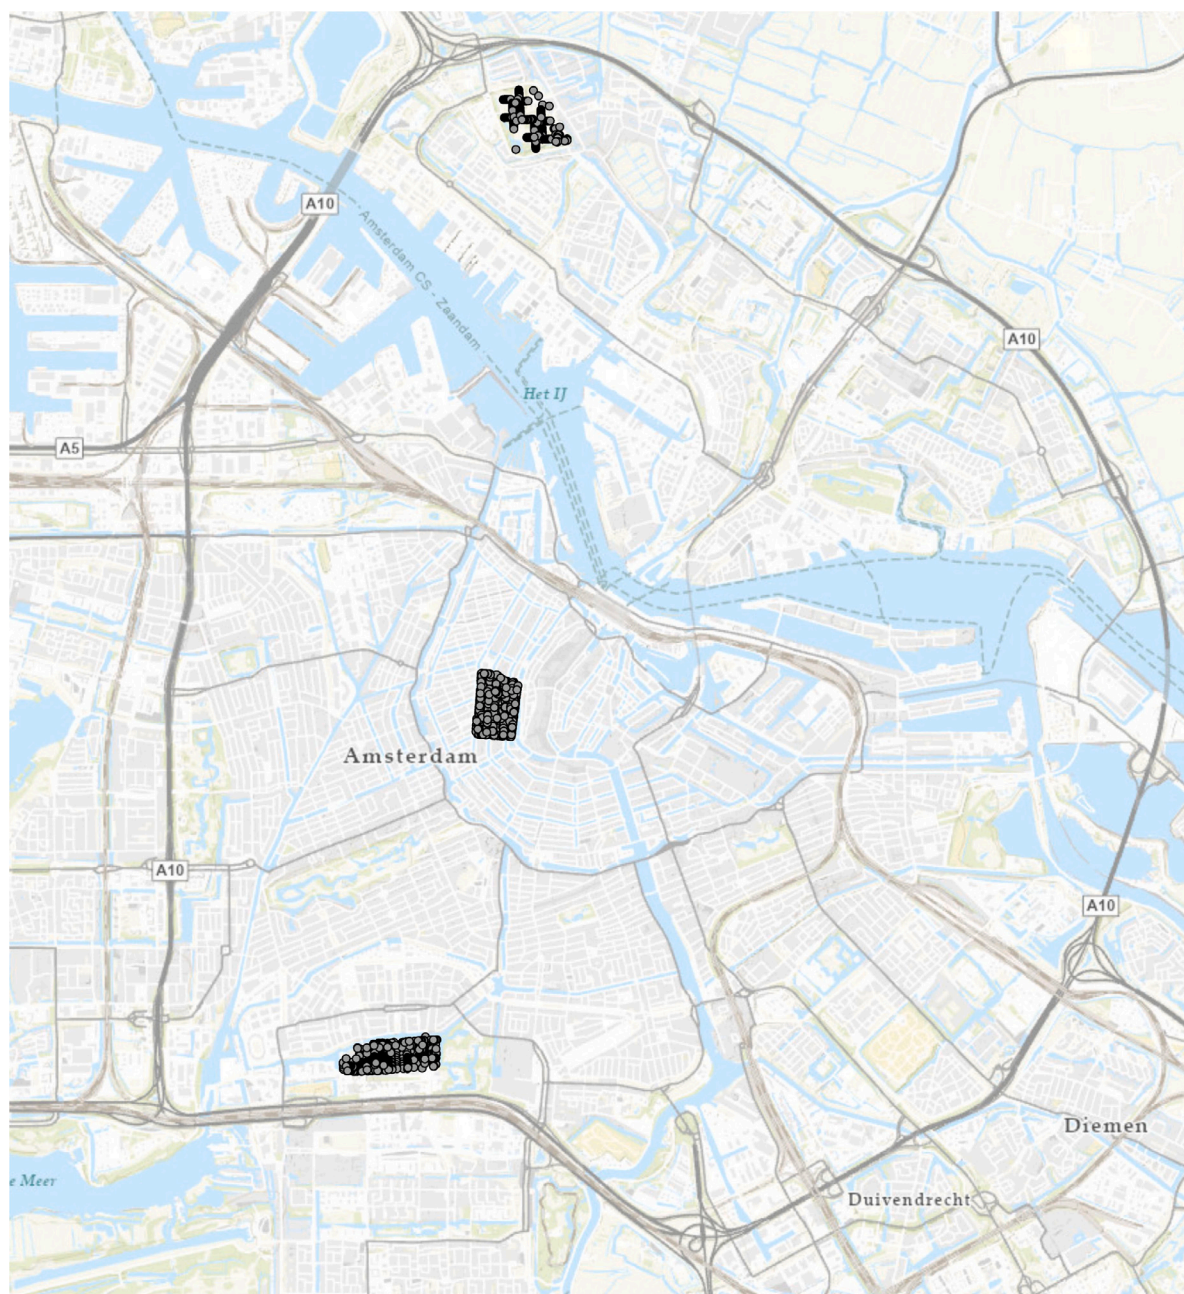 A10
Amsterdam CS - Zaandam
A10
Het IJ
A5
Amsterdam
A10
A10
Diemen
e Meer
Duivendrecht